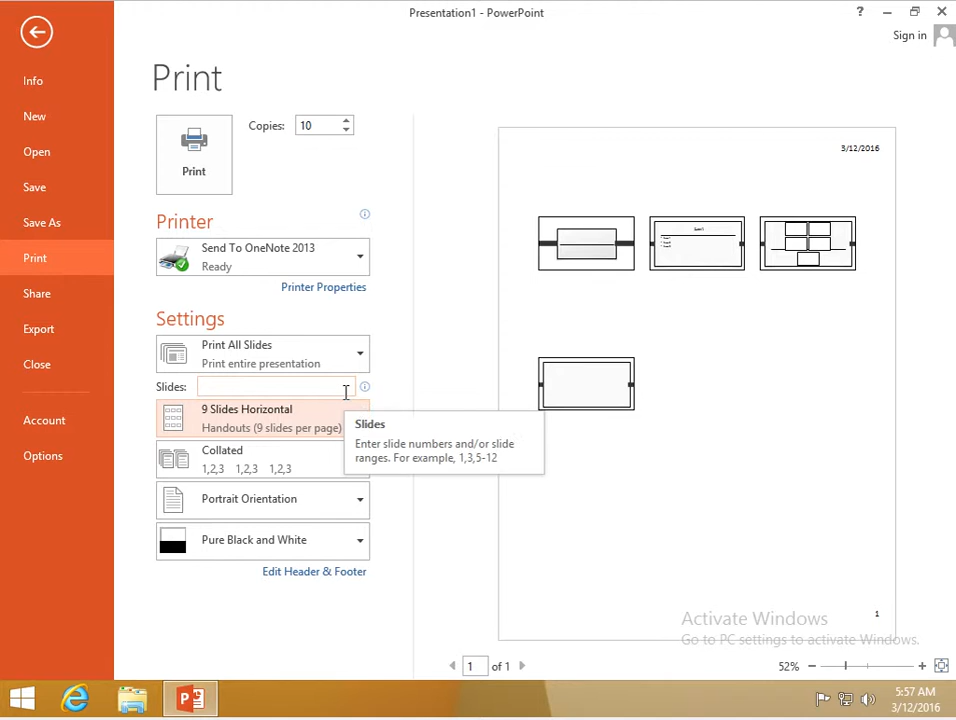 Presentation1 - PowerPoint
?
Sign in
Info
New
Open
Save
Save As
Print
Share
Export
Close
Account
Options
Print
Print
Copies: 10
Printer
Send To OneNote 2013
Ready
Printer Properties
Settings
Print All Slides
Print entire presentation
Slides:
9 Slides Horizontal
Handouts (9 slides per page)
Collated
1,2,3 1,2,3 1,2,3
Portrait Orientation
Pure Black and White
Edit Header & Footer
Slides
Enter slide numbers and/or slide
ranges. For example, 1,3,5-12
3/12/2016
1
Activate Windows
Go to PC settings to activate Windows.
1 of 1
52%
5:57 AM
3/12/2016